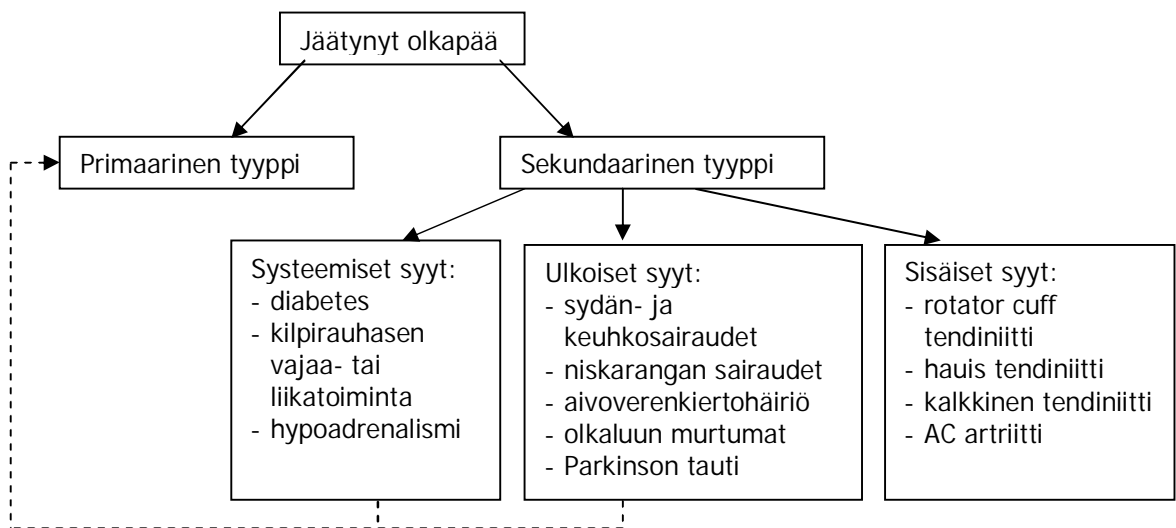 Jäätynyt olkapää
Primaarinen tyyppi
Sekundaarinen tyyppi
Systeemiset syyt:
- diabetes
- kilpirauhasen
vajaa- tai
liikatoiminta
- hypoadrenalismi
Ulkoiset syyt:
- sydän- ja
keuhkosairaudet
- niskarangan sairaudet
- aivoverenkiertohäiriö
- olkaluun murtumat
- Parkinson tauti
Sisäiset syyt:
- rotator cuff
tendiniitti
- hauis tendiniitti
- kalkkinen tendiniitti
- AC artriitti